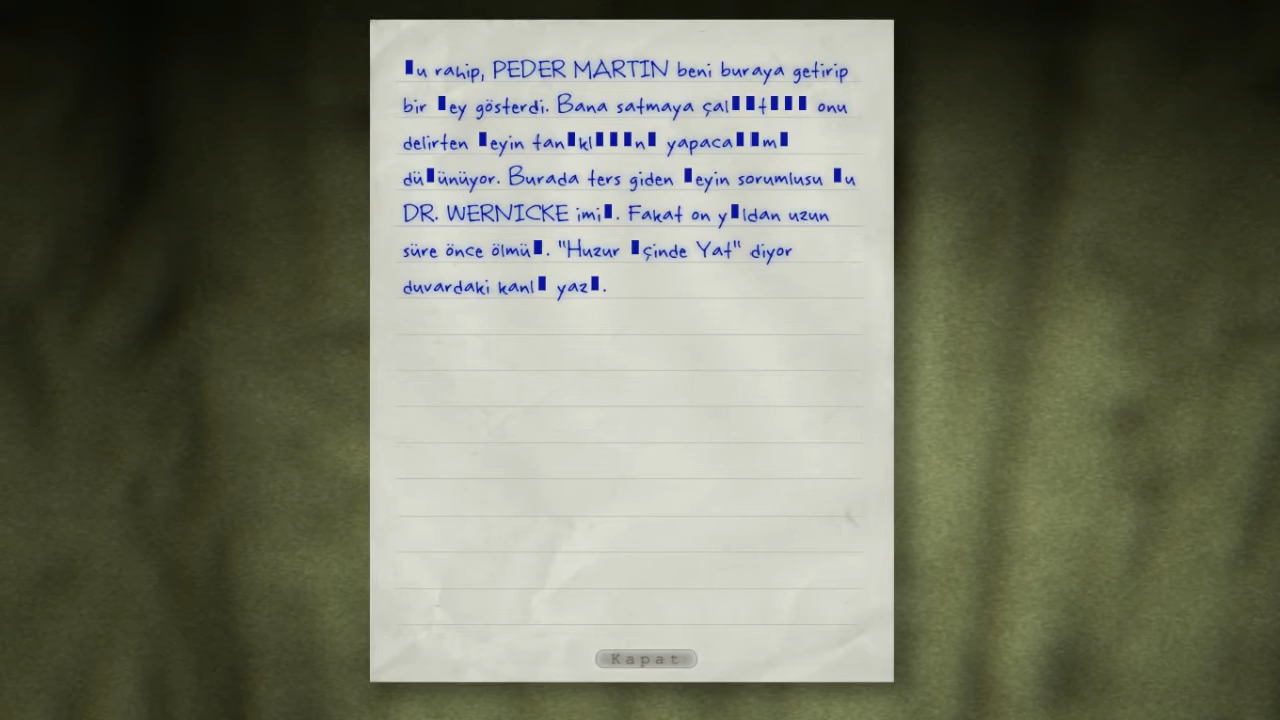 ▮u rahip, PEDER MARTIN beni buraya getirip
bir ▮ey gösterdi. Bana satmaya çal▮▮t▮▮▮ onu
delirten ▮eyin tan▮kl▮▮▮n▮ yapaca▮▮m▮
dü▮ünüyor. Burada ters giden ▮eyin sorumlusu ▮u
DR. WERNICKE imi▮. Fakat on y▮ldan uzun
süre önce ölmü▮. "Huzur ▮çinde Yat" diyor
duvardaki kanl▮ yaz▮.
Kapat